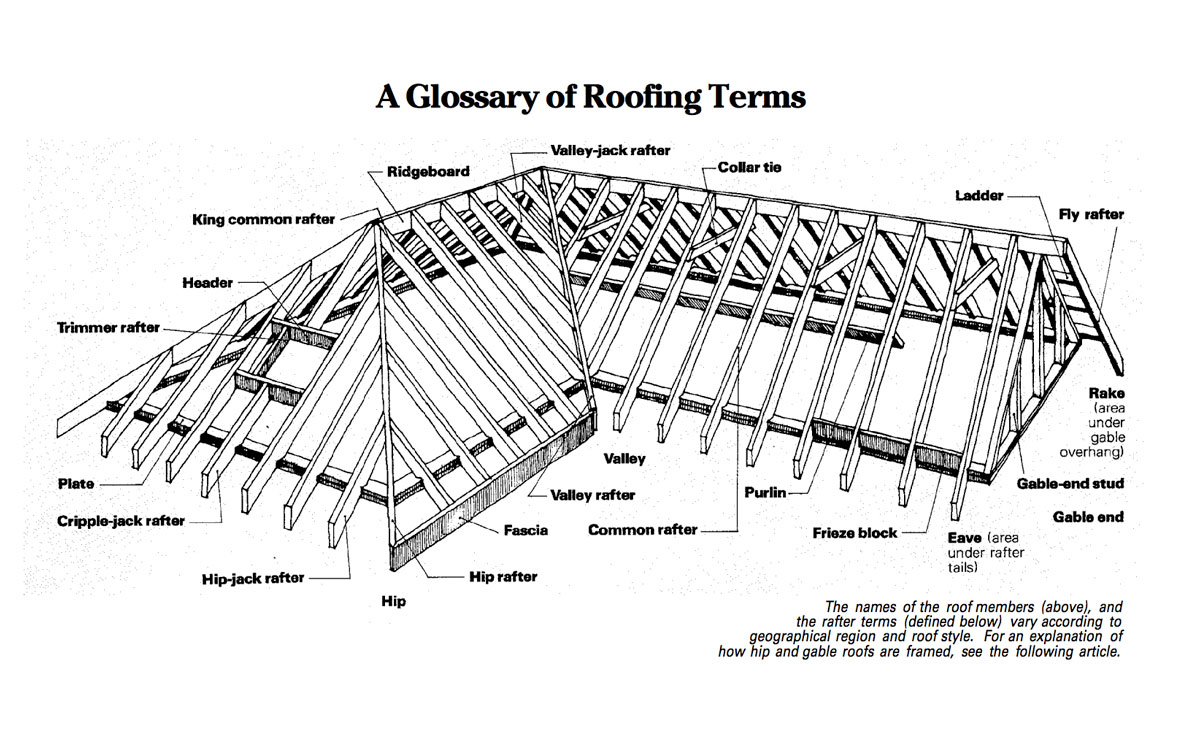 A Glossary of Roofing Terms
Valley-jack rafter
Ridgeboard
Collar tie
Ladder
King common rafter
Fly rafter
Header
Trimmer rafter
Rake
(area
under
gable
overhang)
Valley
Plate
Gable-end stud
Valley rafter
Purlin
Cripple-jack rafter
Gable end
Fascia
Common rafter
Frieze block
Eave (area
under rafter
tails)
Hip-jack rafter
Hip rafter
Hip
The names of the roof members (above), and
the rafter terms (defined below) vary according to
geographical region and roof style. For an explanation of
how hip and gable roofs are framed, see the following article.